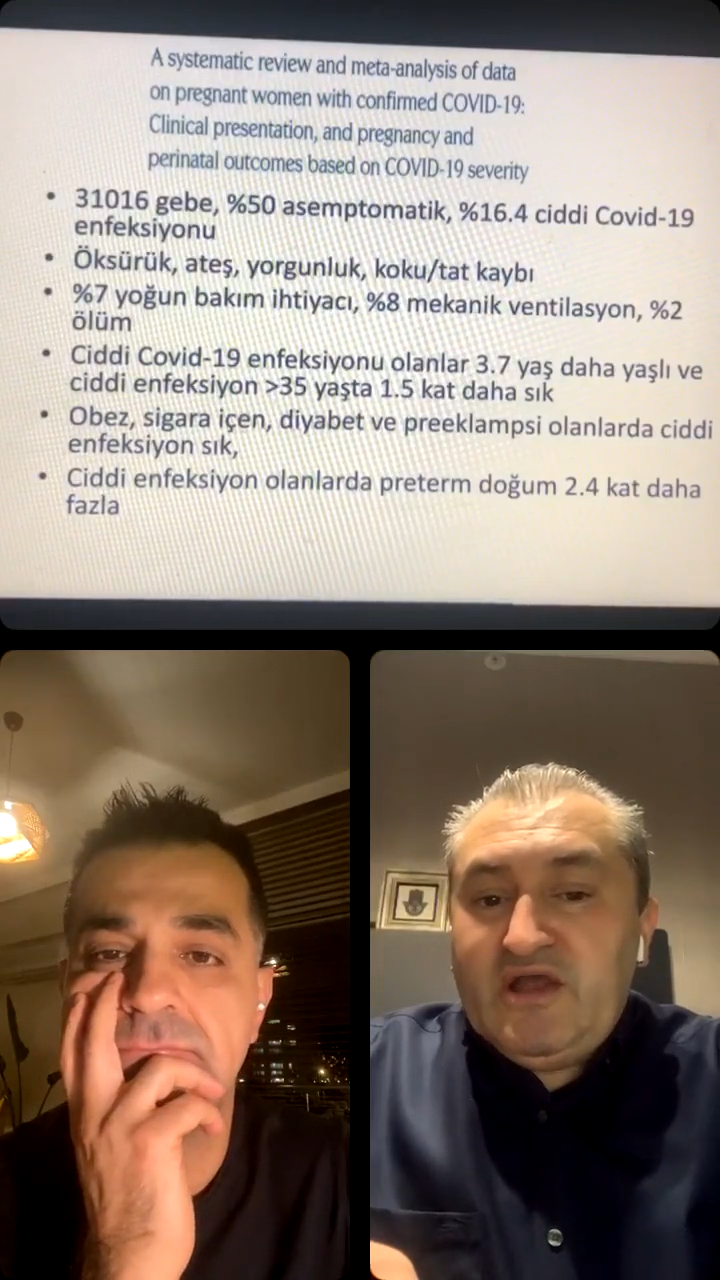 A systematic review and meta-analysis of data
on pregnant women with confirmed COVID-19:
Clinical presentation, and pregnancy and
perinatal outcomes based on COVID-19 severity
• 31016 gebe, %50 asemptomatik, %16.4 ciddi Covid-19
enfeksiyonu
• Öksürük, ateş, yorgunluk, koku/tat kaybı
• %7 yoğun bakım ihtiyacı, %8 mekanik ventilasyon, %2
ölüm
• Ciddi Covid-19 enfeksiyonu olanlar 3.7 yaş daha yaşlı ve
ciddi enfeksiyon >35 yaşta 1.5 kat daha sık
• Obez, sigara içen, diyabet ve preeklampsi olanlarda ciddi
enfeksiyon sık,
• Ciddi enfeksiyon olanlarda preterm doğum 2.4 kat daha
fazla